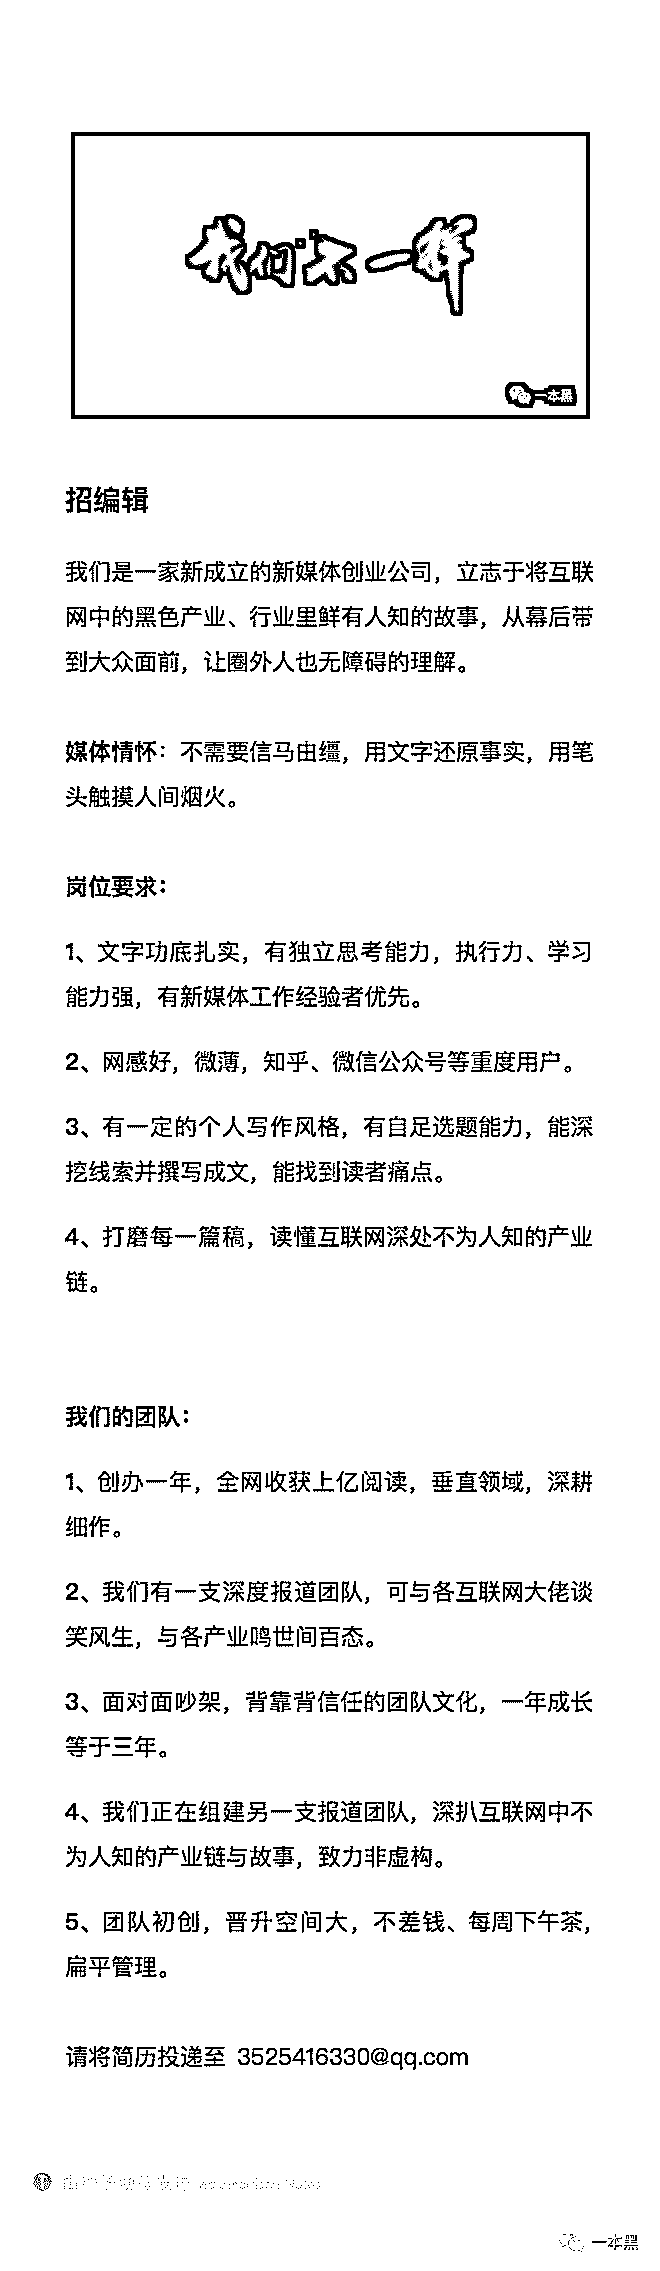 我们不一样
一本黑
招编辑
我们是一家新成立的新媒体创业公司，立志于将互联
网中的黑色产业、行业里鲜有人知的故事，从幕后带
到大众面前，让圈外人也无障碍的理解。
媒体情怀：不需要信马由缰，用文字还原事实，用笔
头触摸人间烟火。
岗位要求：
1、文字功底扎实，有独立思考能力，执行力、学习
能力强，有新媒体工作经验者优先。
2、网感好，微薄，知乎、微信公众号等重度用户。
3、有一定的个人写作风格，有自足选题能力，能深
挖线索并撰写成文，能找到读者痛点。
4、打磨每一篇稿，读懂互联网深处不为人知的产业
链。
我们的团队：
1、创办一年，全网收获上亿阅读，垂直领域，深耕
细作。
2、我们有一支深度报道团队，可与各互联网大佬谈
笑风生，与各产业鸣世间百态。
3、面对面吵架，背靠背信任的团队文化，一年成长
等于三年。
4、我们正在组建另一支报道团队，深扒互联网中不
为人知的产业链与故事，致力非虚构。
5、团队初创，晋升空间大，不差钱、每周下午茶，
扁平管理。
请将简历投递至 3525416330@qq.com
一本黑